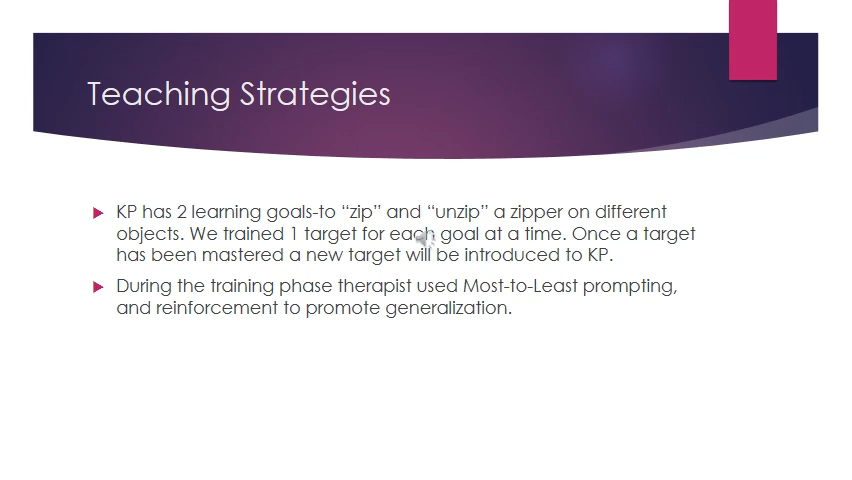 Teaching Strategies
KP has 2 learning goals-to “zip” and “unzip” a zipper on different
objects. We trained 1 target for each goal at a time. Once a target
has been mastered a new target will be introduced to KP.
During the training phase therapist used Most-to-Least prompting,
and reinforcement to promote generalization.